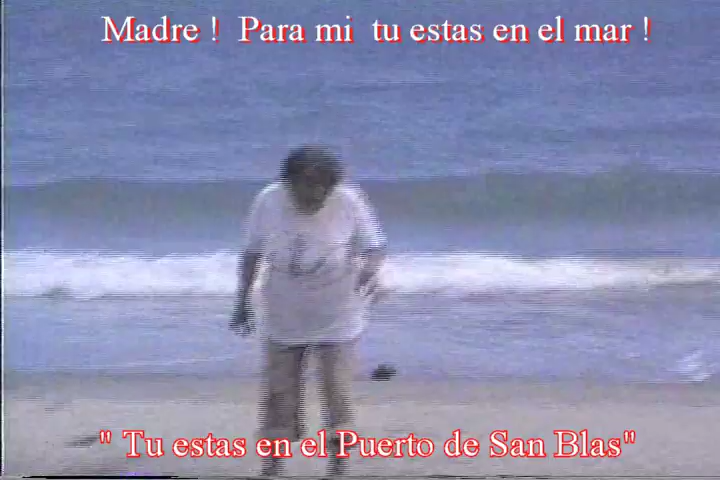 Madre ! Para mi tu estas en el mar !
" Tu estas en el Puerto de San Blas"